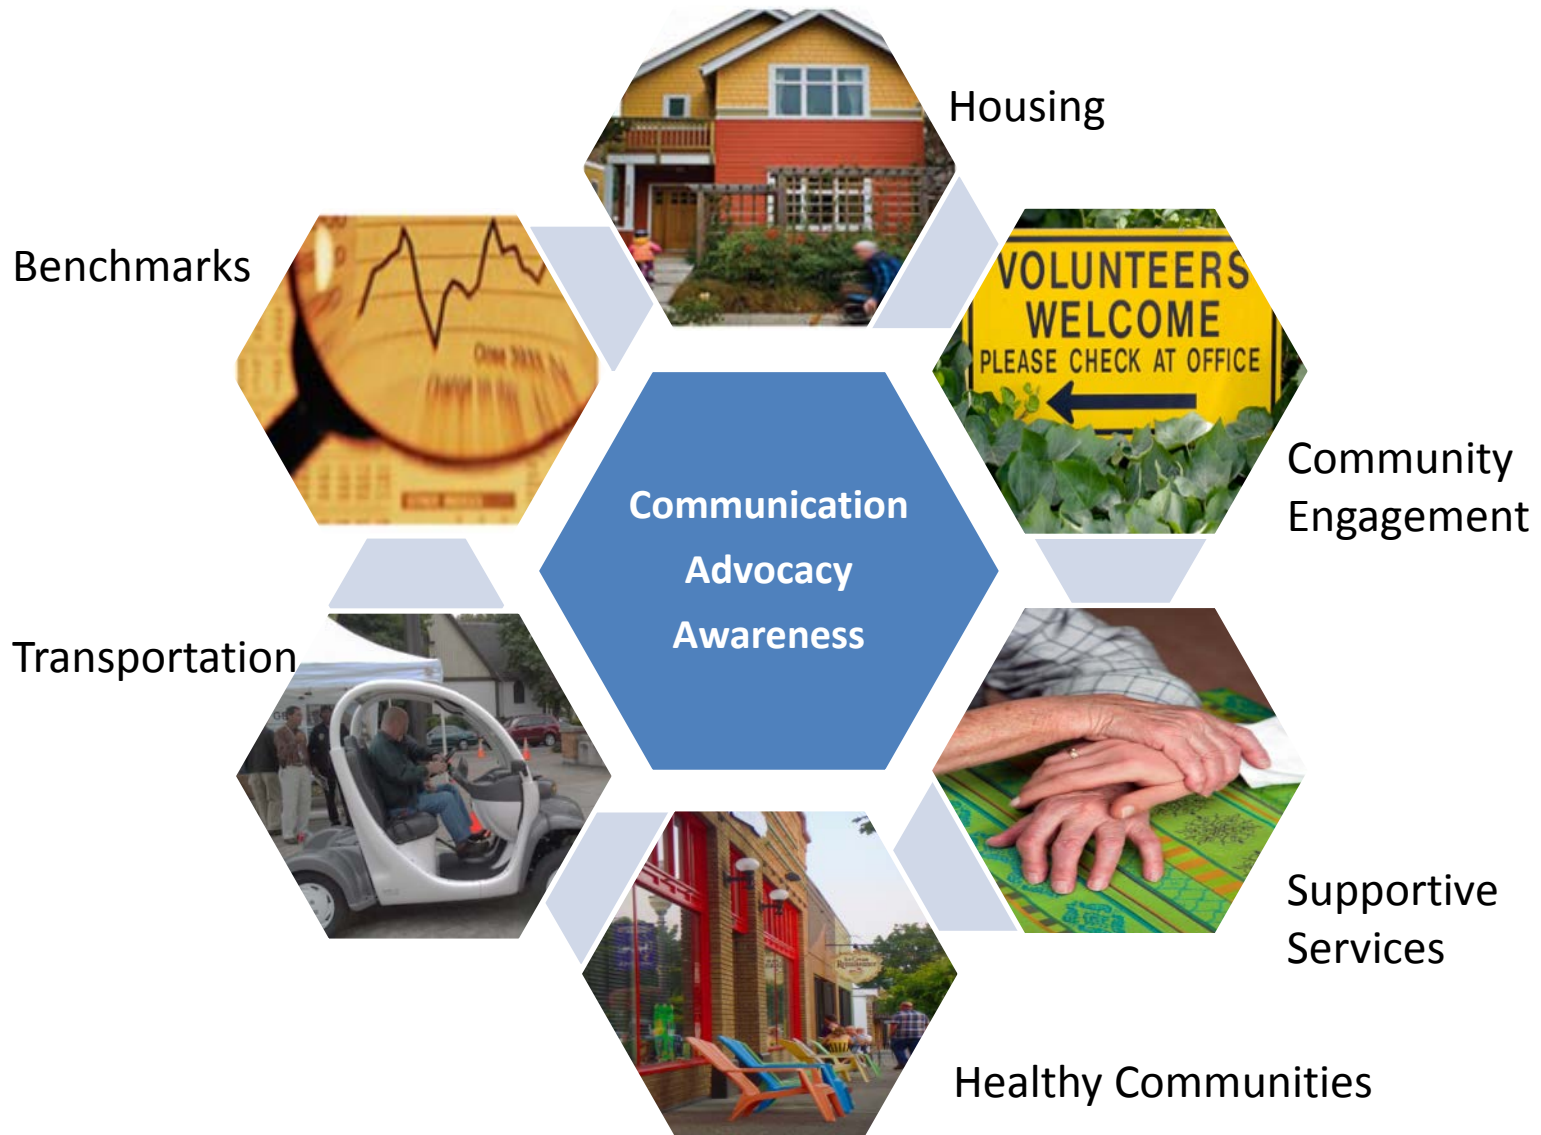 Housing
Benchmarks
VOLUNTEERS
WELCOME
PLEASE CHECK AT OFFICE
Community
Engagement
Communication
Advocacy
Awareness
Transportation
Supportive
Services
Healthy Communities